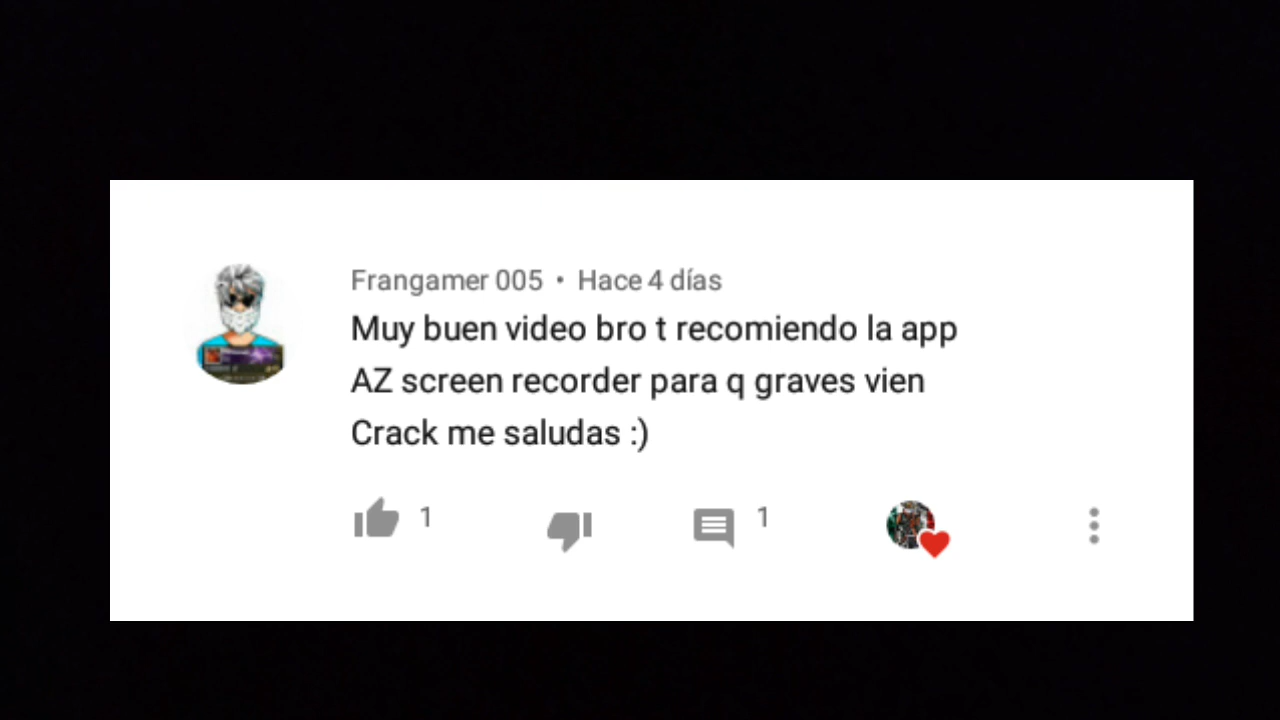 Frangamer 005 • Hace 4 días
Muy buen video bro t recomiendo la app
AZ screen recorder para q graves vien
Crack me saludas :)
1 1